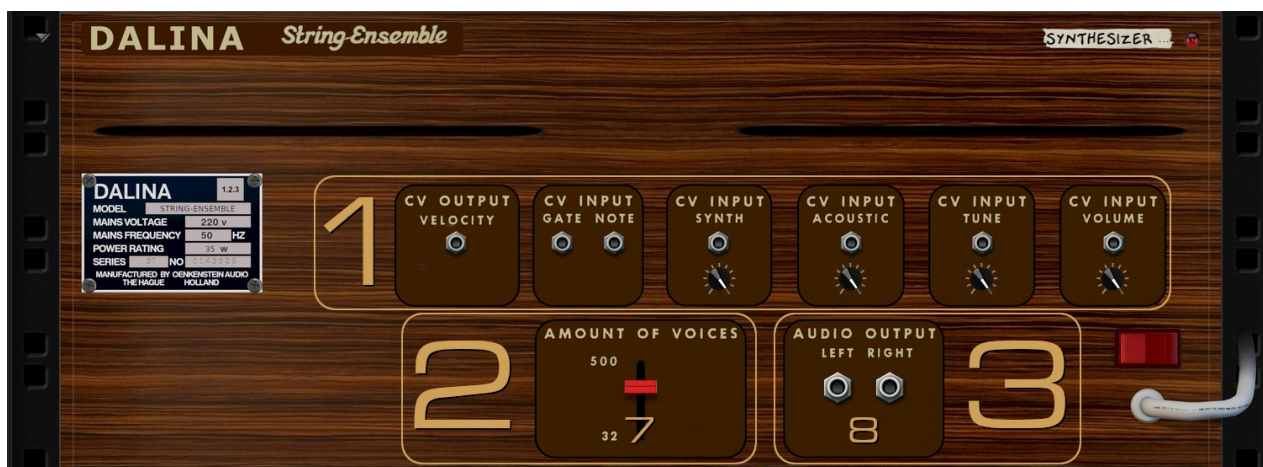 DALINA String-Ensemble
SYNTHESIZER ...
DALINA 1.2.3
MODEL STRING-ENSEMBLE
MAINS VOLTAGE 220 v
MAINS FREQUENCY 50 HZ
POWER RATING 35 W
SERIES 37 NO 0143926
MANUFACTURED BY OENKENSTEIN AUDIO
THE HAGUE HOLLAND
1
CV OUTPUT
VELOCITY
CV INPUT
GATE NOTE
CV INPUT
SYNTH
CV INPUT
ACOUSTIC
CV INPUT
TUNE
CV INPUT
VOLUME
2
AMOUNT OF VOICES
500
32 7
AUDIO OUTPUT
LEFT RIGHT
8
3